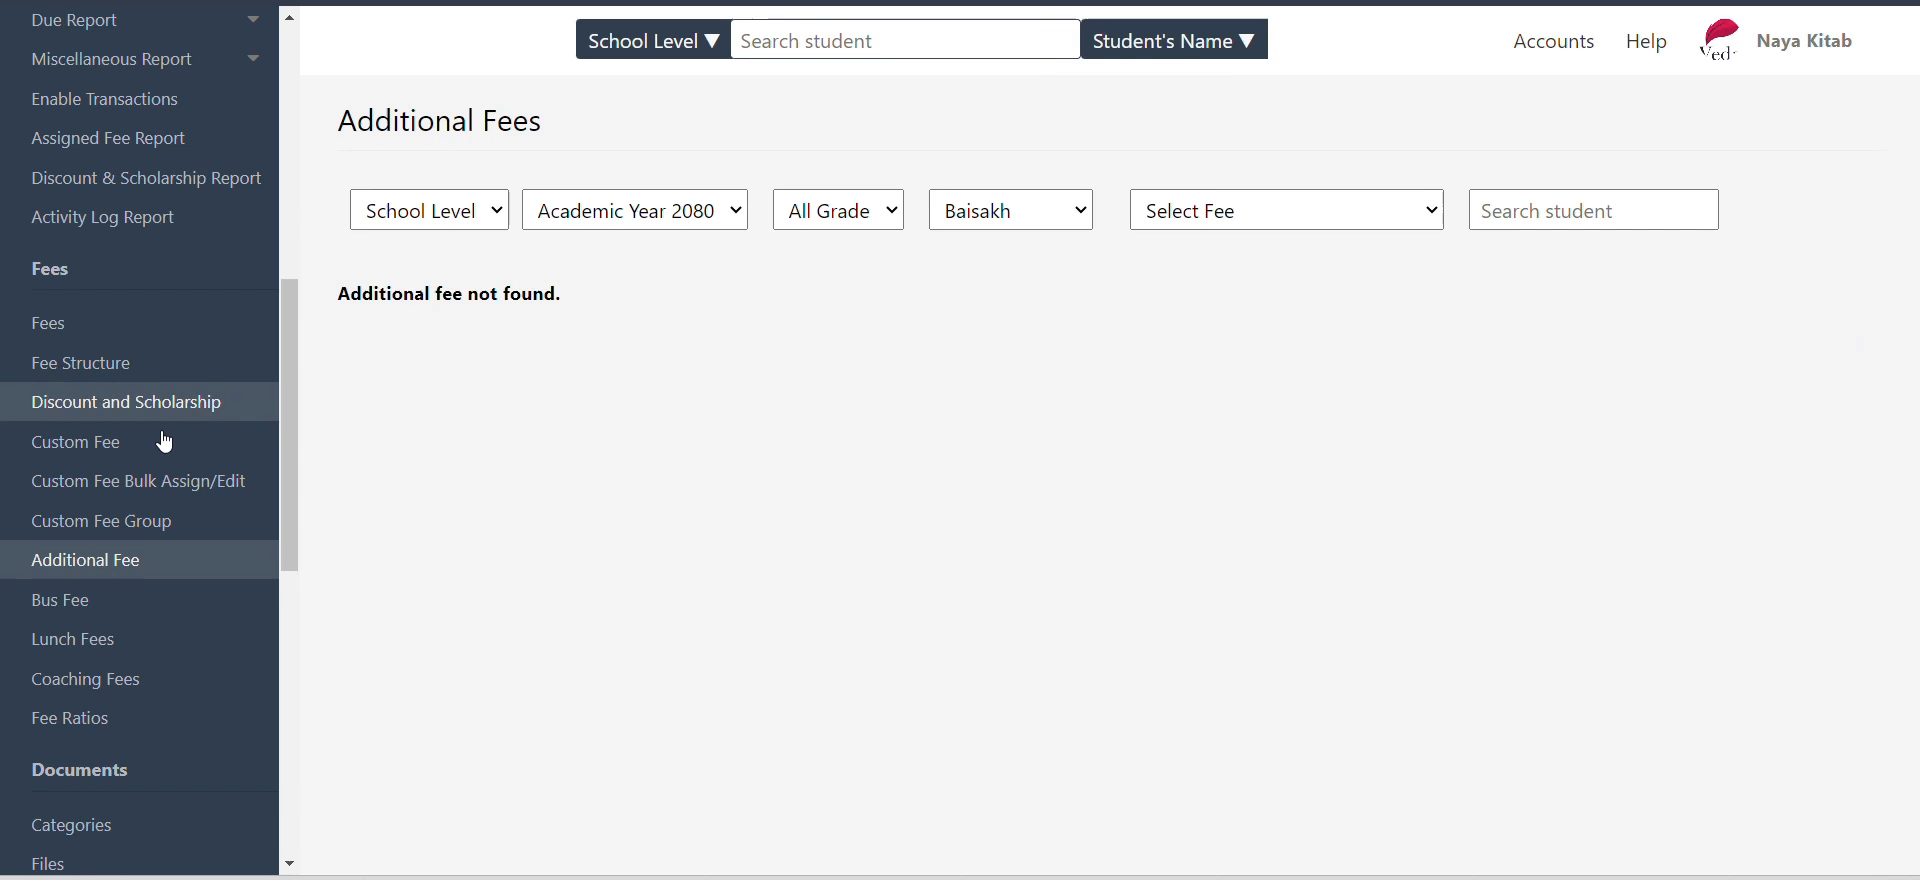 Due Report
Miscellaneous Report
Enable Transactions
Assigned Fee Report
Discount & Scholarship Report
Activity Log Report
Fees
Fees
Fee Structure
Discount and Scholarship
Custom Fee
Custom Fee Bulk Assign/Edit
Custom Fee Group
Additional Fee
Bus Fee
Lunch Fees
Coaching Fees
Fee Ratios
Documents
Categories
Files
School Level ▼ Search student Student's Name ▼ Accounts Help Naya Kitab
Additional Fees
School Level Academic Year 2080 All Grade Baisakh Select Fee Search student
Additional fee not found.